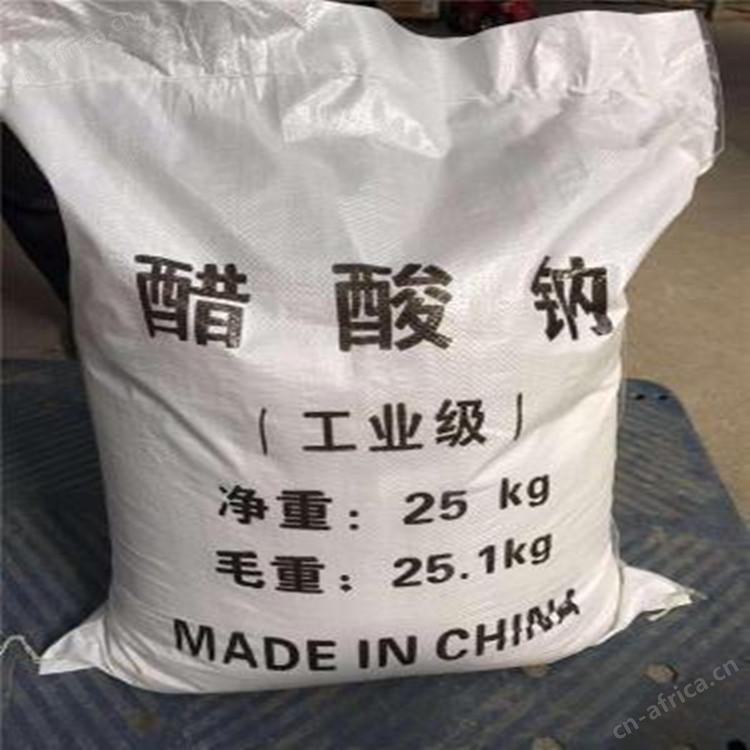 醋酸钠
（工业级）
净重：25 kg
毛重：25.1kg
MADE IN CHINA
cn-africa.cn